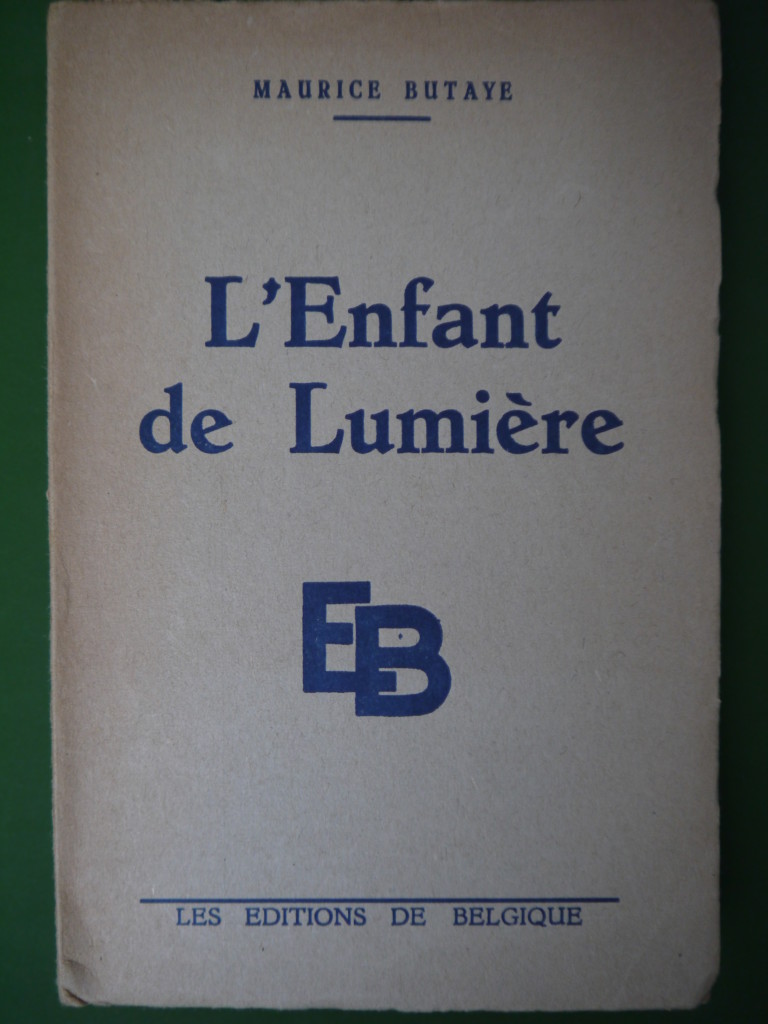 MAURICE BUTAYE
L'Enfant
de Lumière
EB
LES EDITIONS DE BELGIQUE